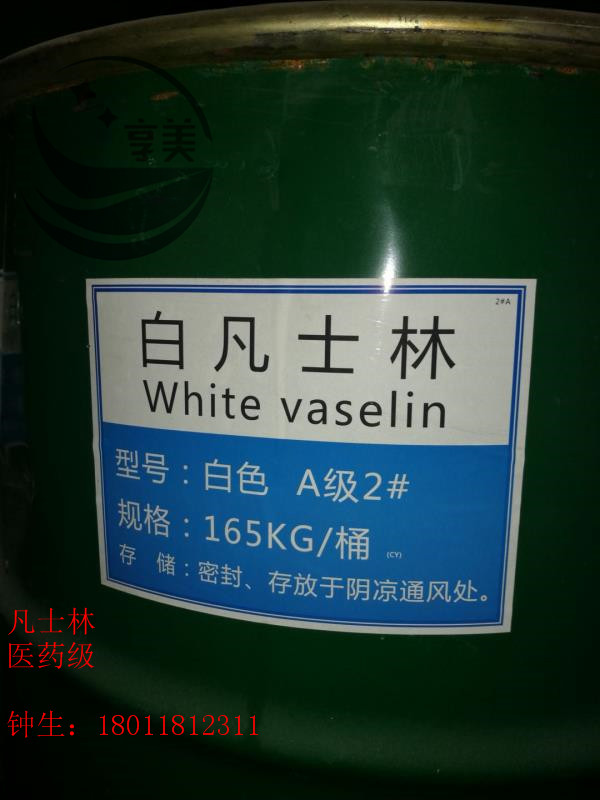 享美
2#A
白凡士林
White vaselin
型号：白色 A级2#
规格：165KG/桶 (CY)
存 储：密封、存放于阴凉通风处。
凡士林
医药级
钟生：18011812311